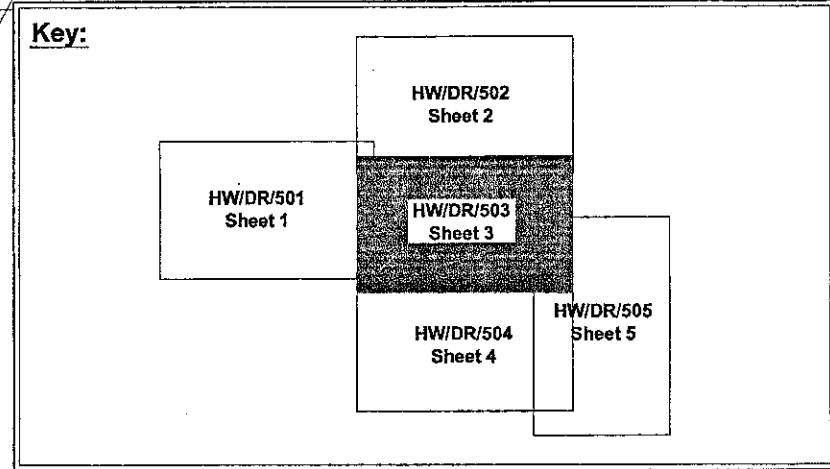 Key:
HW/DR/502
Sheet 2
HW/DR/501
Sheet 1
HW/DR/503
Sheet 3
HW/DR/504
Sheet 4
HW/DR/505
Sheet 5